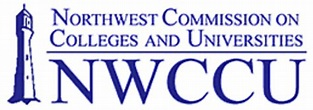 Northwest Commission on
Colleges and Universities
NWCCU